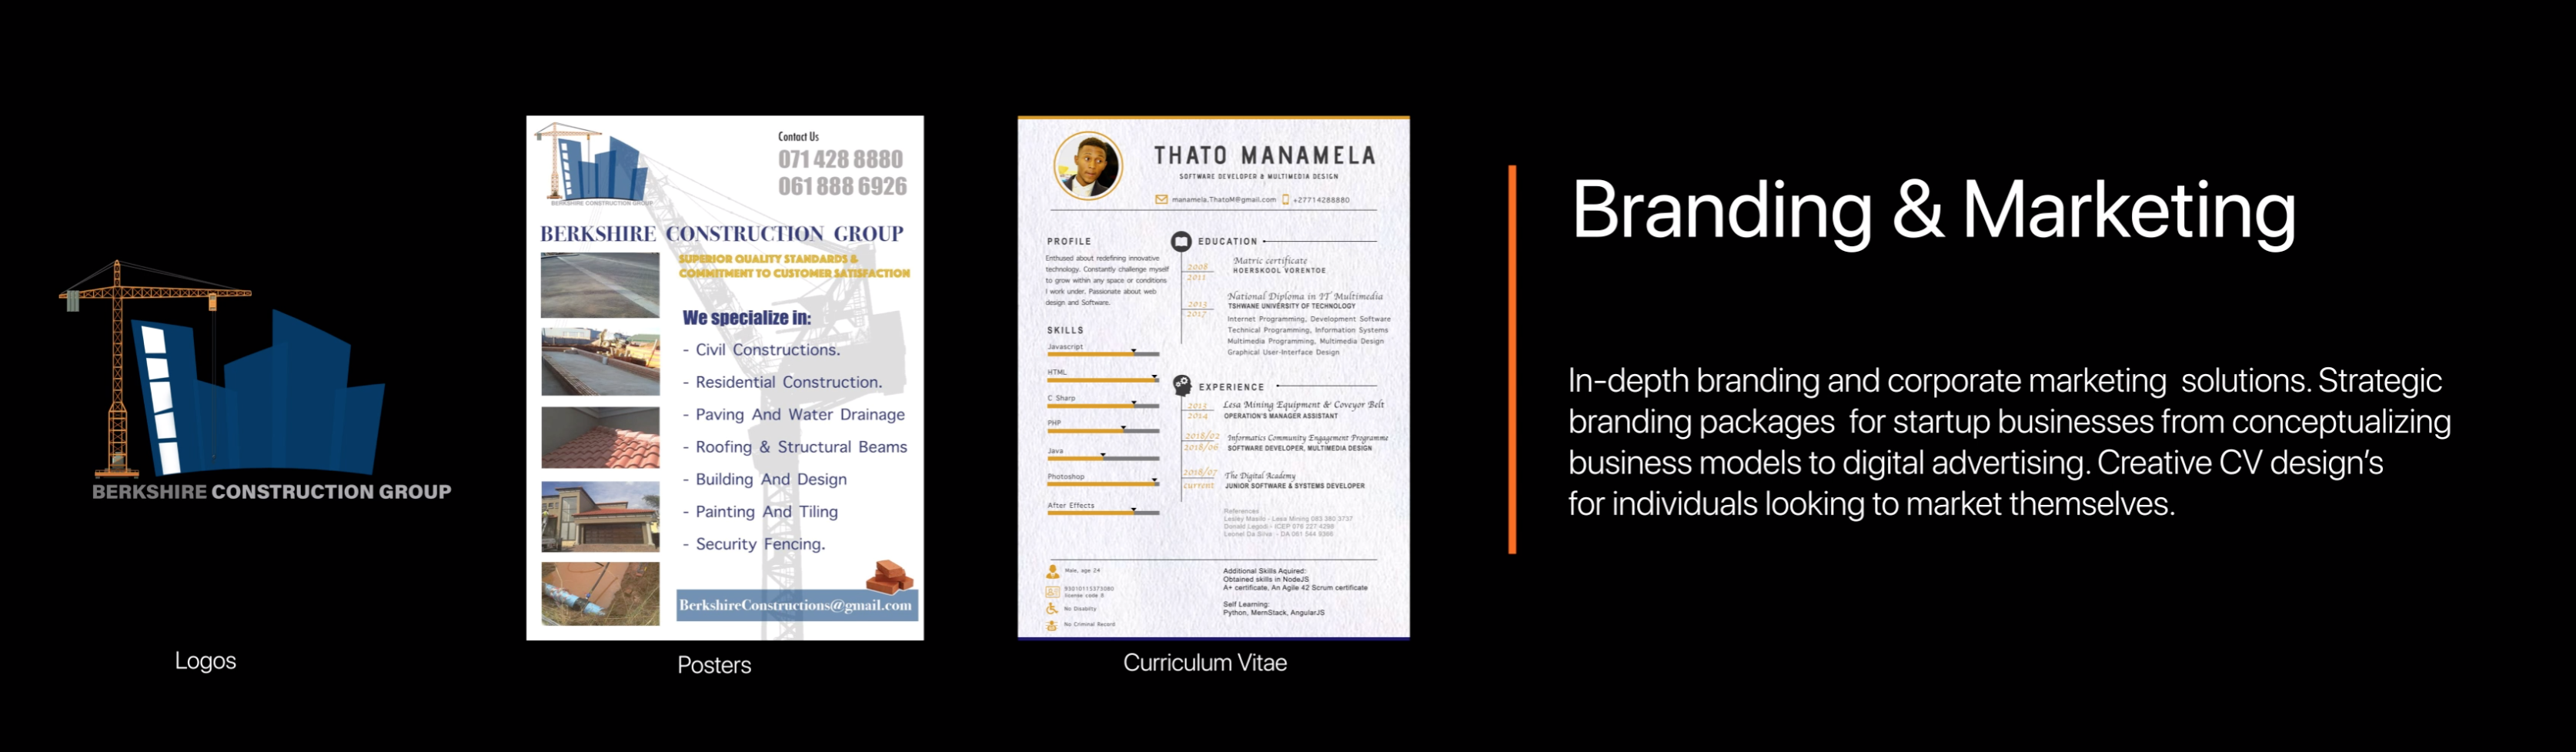 BERKSHIRE CONSTRUCTION GROUP
Logos
Contact Us
071 428 8880
061 888 6926
BERKSHIRE CONSTRUCTION GROUP
BERKSHIRE CONSTRUCTION GROUP
SUPERIOR QUALITY STANDARDS &
COMMITMENT TO CUSTOMER SATISFACTION
We specialize in:
- Civil Constructions.
- Residential Construction.
- Paving And Water Drainage
- Roofing & Structural Beams
- Building And Design
- Painting And Tiling
- Security Fencing.
BerkshireConstructions@gmail.com
Posters
THATO MANAMELA
SOFTWARE DEVELOPER & MULTIMEDIA DESIGN
manamela.ThatoM@gmail.com +27714288880
PROFILE
Enthused about redefining innovative
technology. Constantly challenge myself
to grow within any space or conditions
I work under. Passionate about web
design and Software.
SKILLS
Javascript
HTML
C Sharp
PHP
Java
Photoshop
After Effects
EDUCATION
2008
2011
Matric certificate
HOERSKOOL VORENTOE
2013
2017
National Diploma in IT Multimedia
TSHWANE UNIVERSITY OF TECHNOLOGY
Internet Programming, Development Software
Technical Programming, Information Systems
Multimedia Programming, Multimedia Design
Graphical User-Interface Design
EXPERIENCE
2013
2014
Lesa Mining Equipment & Coveyor Belt
OPERATION'S MANAGER ASSISTANT
2018/02
2018/06
Informatics Community Engagement Programme
SOFTWARE DEVELOPER, MULTIMEDIA DESIGN
2018/07
current
The Digital Academy
JUNIOR SOFTWARE & SYSTEMS DEVELOPER
References
Male, age 24
license code 8
No Disability
No Criminal Record
Additional Skills Aquired:
Obtained skills in NodeJS
A+ certificate, An Agile 42 Scrum certificate
Self Learning:
Python, MernStack, AngularJS
Curriculum Vitae
Branding & Marketing
In-depth branding and corporate marketing solutions. Strategic
branding packages for startup businesses from conceptualizing
business models to digital advertising. Creative CV design's
for individuals looking to market themselves.